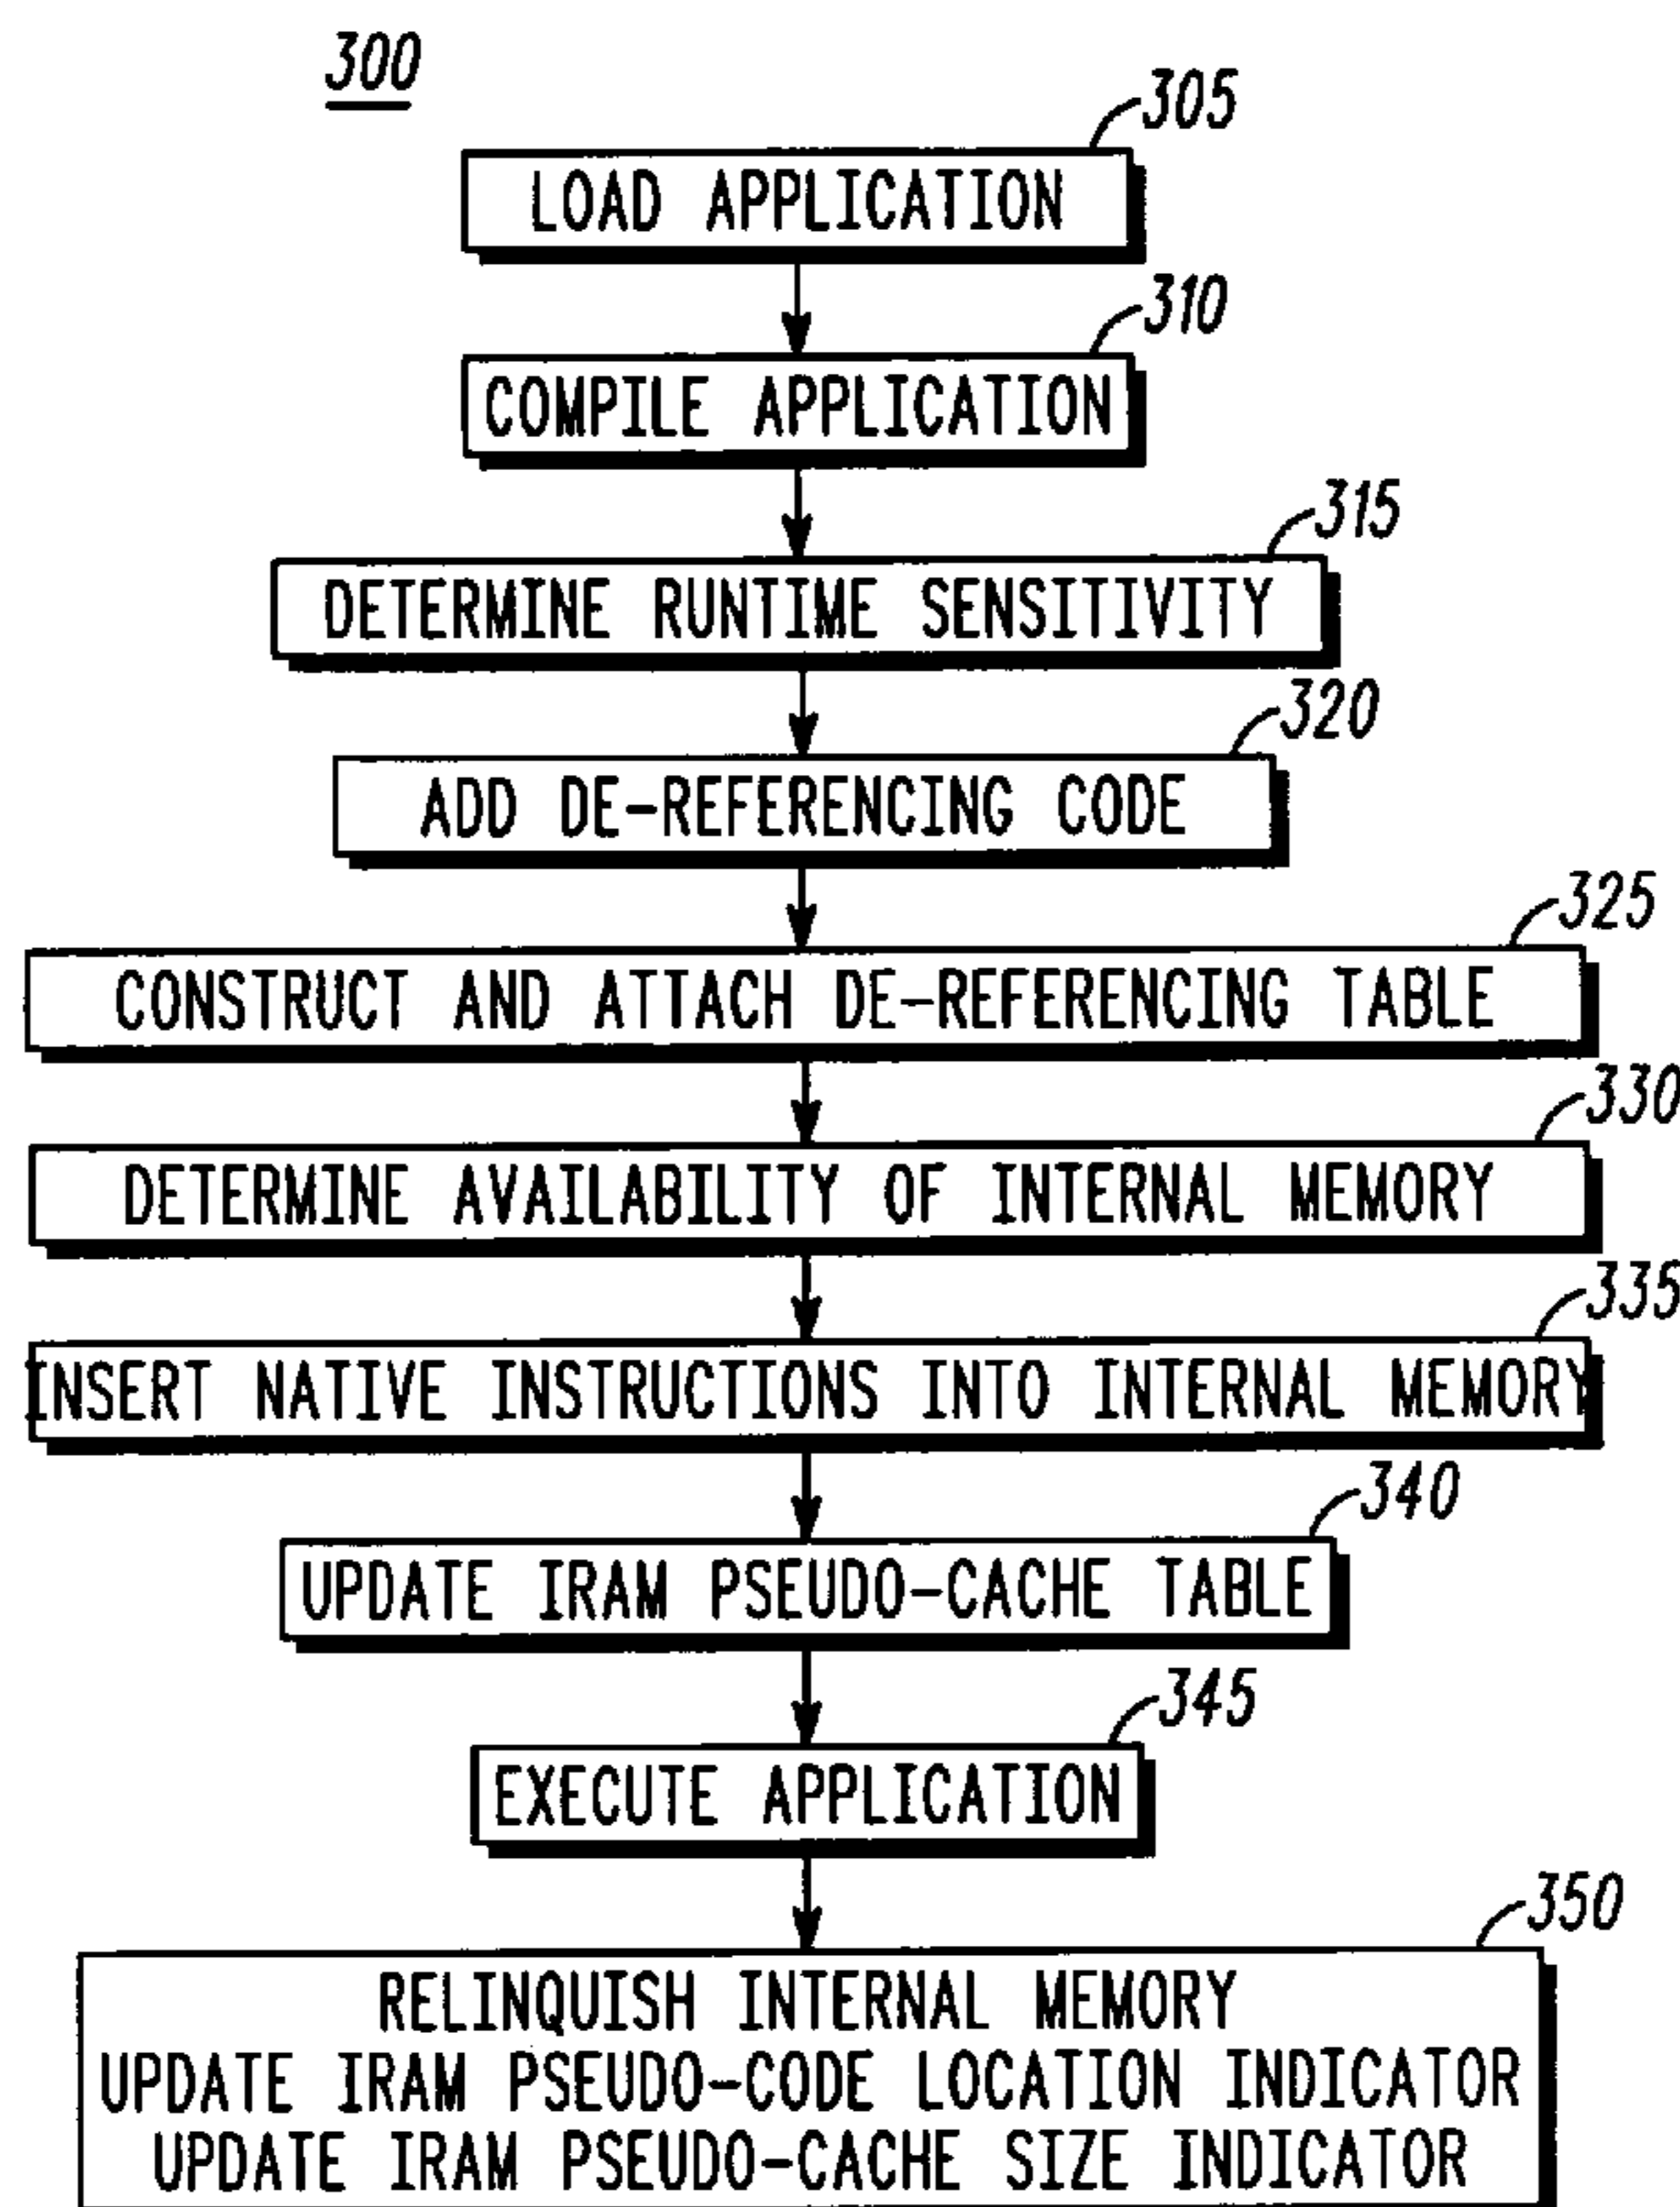 300
305
LOAD APPLICATION
310
COMPILE APPLICATION
315
DETERMINE RUNTIME SENSITIVITY
320
ADD DE-REFERENCING CODE
325
CONSTRUCT AND ATTACH DE-REFERENCING TABLE
330
DETERMINE AVAILABILITY OF INTERNAL MEMORY
335
INSERT NATIVE INSTRUCTIONS INTO INTERNAL MEMORY
340
UPDATE IRAM PSEUDO-CACHE TABLE
345
EXECUTE APPLICATION
350
RELINQUISH INTERNAL MEMORY
UPDATE IRAM PSEUDO-CODE LOCATION INDICATOR
UPDATE IRAM PSEUDO-CACHE SIZE INDICATOR